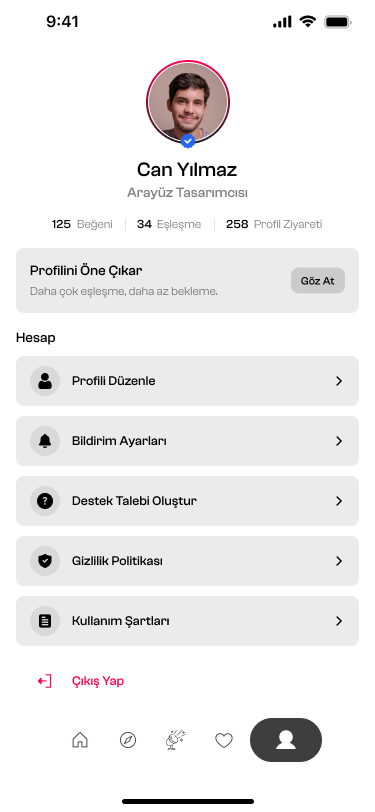 9:41
Can Yılmaz
Arayüz Tasarımcısı
125 Beğeni 34 Eşleşme 258 Profil Ziyareti
Profilini Öne Çıkar
Daha çok eşleşme, daha az bekleme.
Göz At
Hesap
Profili Düzenle
Bildirim Ayarları
Destek Talebi Oluştur
Gizlilik Politikası
Kullanım Şartları
Çıkış Yap